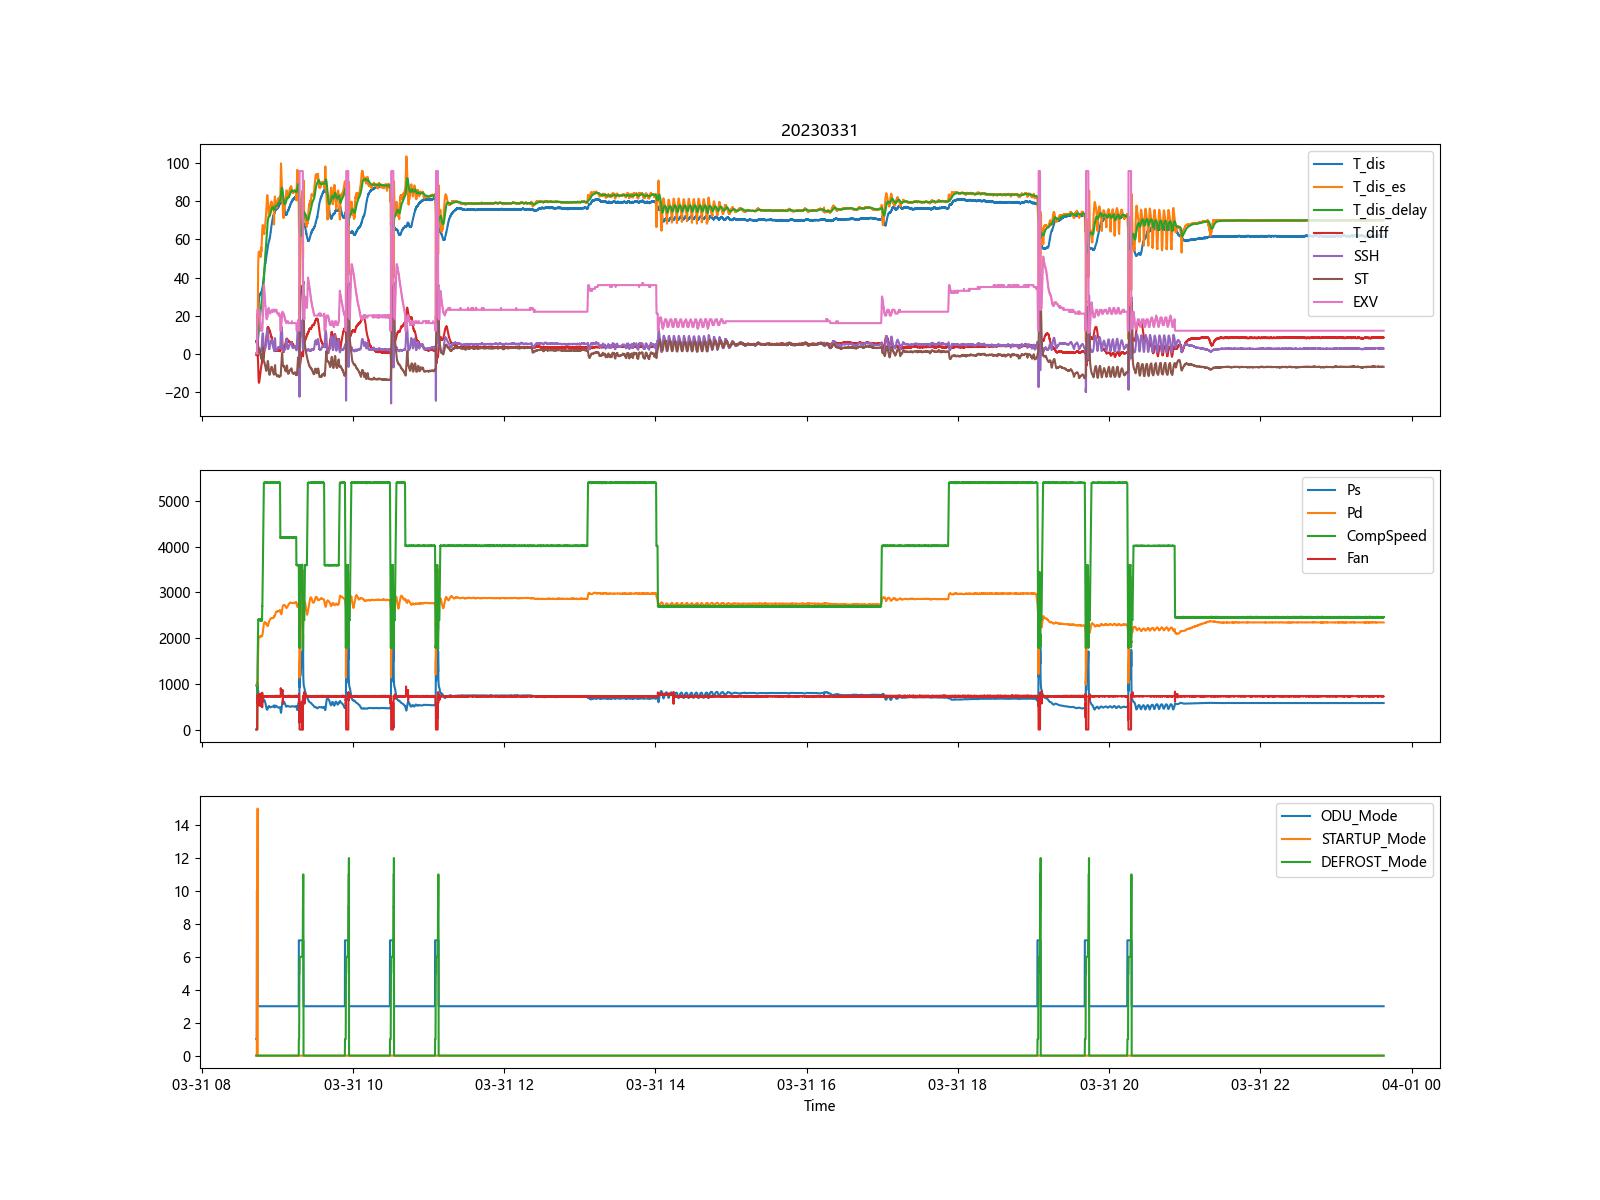 20230331
100
80
60
40
20
0
−20
T_dis
T_dis_es
T_dis_delay
T_diff
SSH
ST
EXV
5000
4000
3000
2000
1000
0
Ps
Pd
CompSpeed
Fan
14
12
10
8
6
4
2
0
ODU_Mode
STARTUP_Mode
DEFROST_Mode
03-31 08 03-31 10 03-31 12 03-31 14 03-31 16 03-31 18 03-31 20 03-31 22 04-01 00
Time